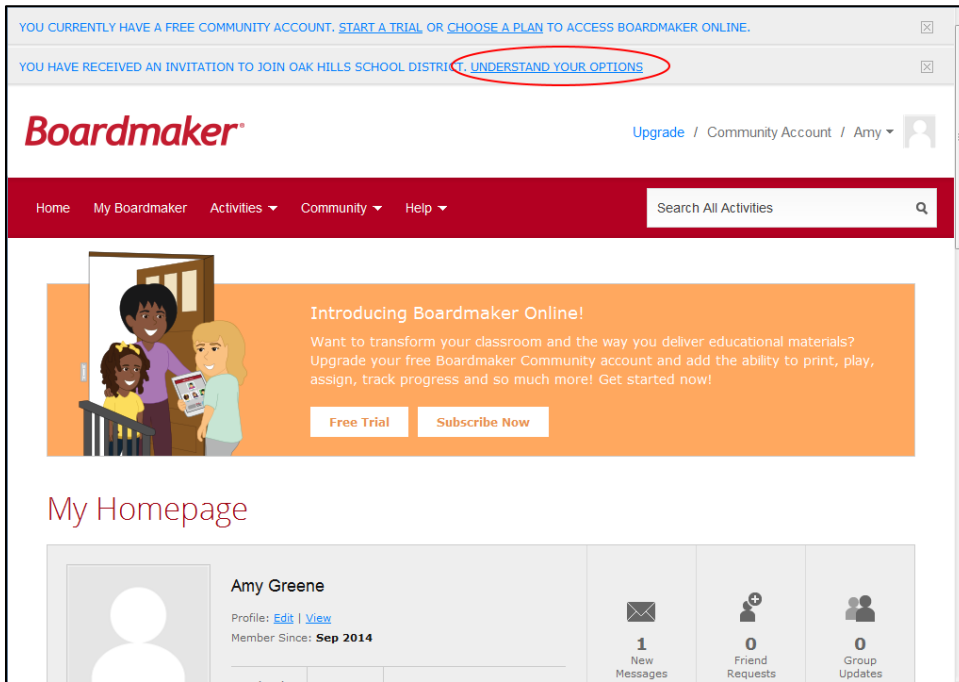 YOU CURRENTLY HAVE A FREE COMMUNITY ACCOUNT. START A TRIAL OR CHOOSE A PLAN TO ACCESS BOARDMAKER ONLINE.
YOU HAVE RECEIVED AN INVITATION TO JOIN OAK HILLS SCHOOL DISTRICT. UNDERSTAND YOUR OPTIONS
Boardmaker®
Upgrade / Community Account / Amy
Home My Boardmaker Activities Community Help Search All Activities
Introducing Boardmaker Online!
Want to transform your classroom and the way you deliver educational materials?
Upgrade your free Boardmaker Community account and add the ability to print, play,
assign, track progress and so much more! Get started now!
Free Trial Subscribe Now
My Homepage
Amy Greene
Profile: Edit | View
Member Since: Sep 2014
1
New
Messages
0
Friend
Requests
0
Group
Updates